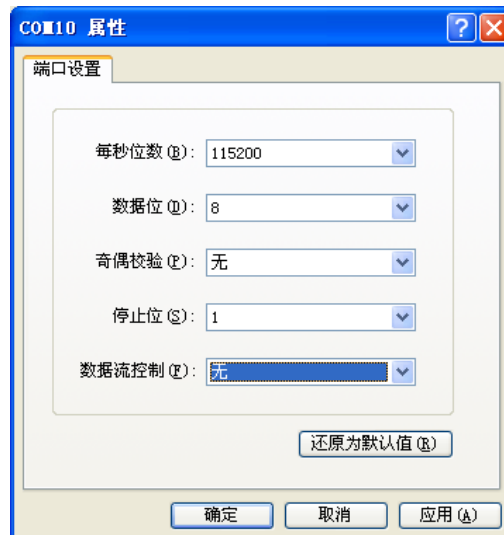 COM10 属性
端口设置
每秒位数(B): 115200
数据位(D): 8
奇偶校验(P): 无
停止位(S): 1
数据流控制(F): 无
还原为默认值(R)
确定 取消 应用(A)